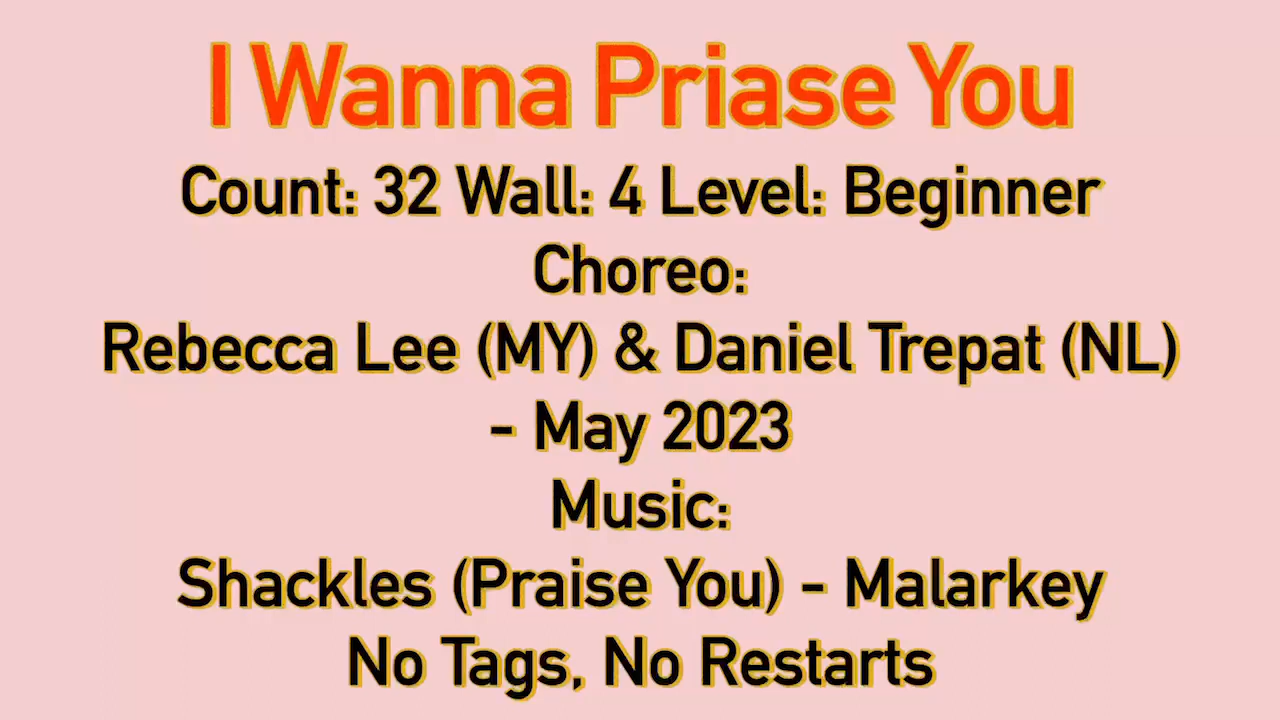 I Wanna Priase You
Count: 32 Wall: 4 Level: Beginner
Choreo:
Rebecca Lee (MY) & Daniel Trepat (NL)
- May 2023
Music:
Shackles (Praise You) - Malarkey
No Tags, No Restarts